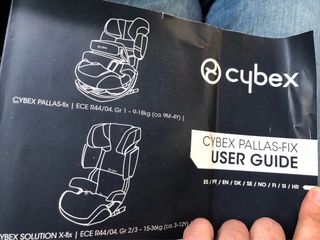 cybex
CYBEX PALLAS-fix | ECE R44/04, Gr 1 - 9-18kg (ca. 9M-4Y) |
CYBEX PALLAS-FIX
USER GUIDE
ES / PT / EN / DK / SE / NO / FI / SI / HR
CYBEX SOLUTION X-fix | ECE R44/04, Gr 2/3 - 15-36kg (ca. 3-12Y)